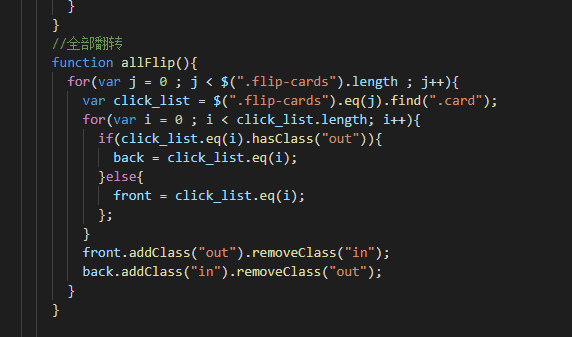 }
}
//全部翻转
function allFlip(){
for(var j = 0 ; j < $(".flip-cards").length ; j++){
var click_list = $(".flip-cards").eq(j).find(".card");
for(var i = 0 ; i < click_list.length; i++){
if(click_list.eq(i).hasClass("out")){
back = click_list.eq(i);
}else{
front = click_list.eq(i);
};
}
front.addClass("out").removeClass("in");
back.addClass("in").removeClass("out");
}
}